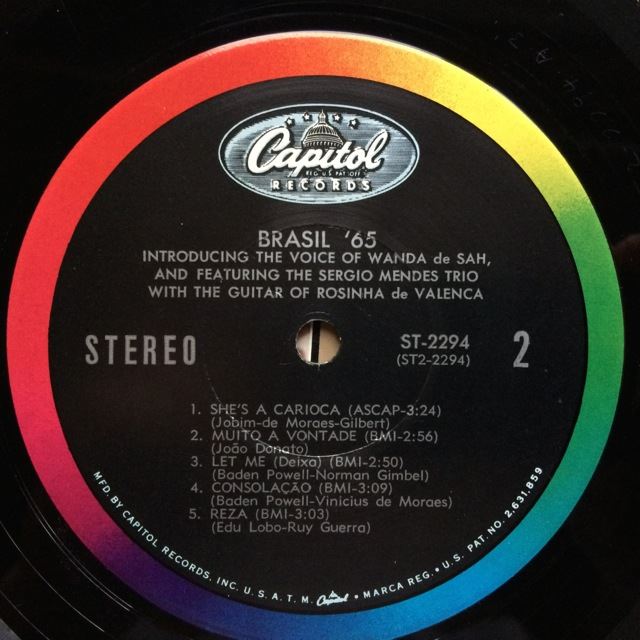 Capitol
REG. U.S. PAT. OFF.
RECORDS
BRASIL '65
INTRODUCING THE VOICE OF WANDA de SAH,
AND FEATURING THE SERGIO MENDES TRIO
WITH THE GUITAR OF ROSINHA de VALENCA
STEREO
ST-2294
(ST2-2294)
2
1. SHE'S A CARIOCA (ASCAP-3:24)
(Jobim-de Moraes-Gilbert)
2. MUITO A VONTADE (BMI-2:56)
(João Donato)
3. LET ME (Deixa) (BMI-2:50)
(Baden Powell-Norman Gimbel)
4. CONSOLAÇÃO (BMI-3:09)
(Baden Powell-Vinicius de Moraes)
5. REZA (BMI-3:03)
(Edu Lobo-Ruy Guerra)
MFD. BY CAPITOL RECORDS, INC. U.S.A. T.M. Capitol • MARCA REG. • U.S. PAT. NO. 2,631,859